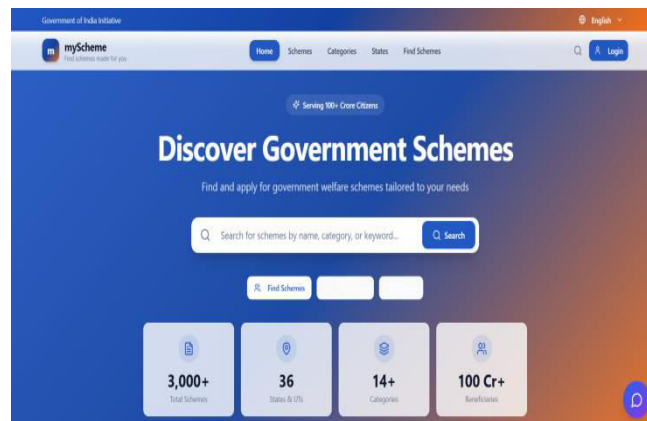 Government of India Initiative
English
m
myScheme
Find schemes made for you
Home Schemes Categories States Find Schemes
Login
Serving 100+ Crore Citizens
Discover Government Schemes
Find and apply for government welfare schemes tailored to your needs
Search for schemes by name, category, or keyword...
Search
Find Schemes
3,000+
Total Schemes
36
States & UTs
14+
Categories
100 Cr+
Beneficiaries